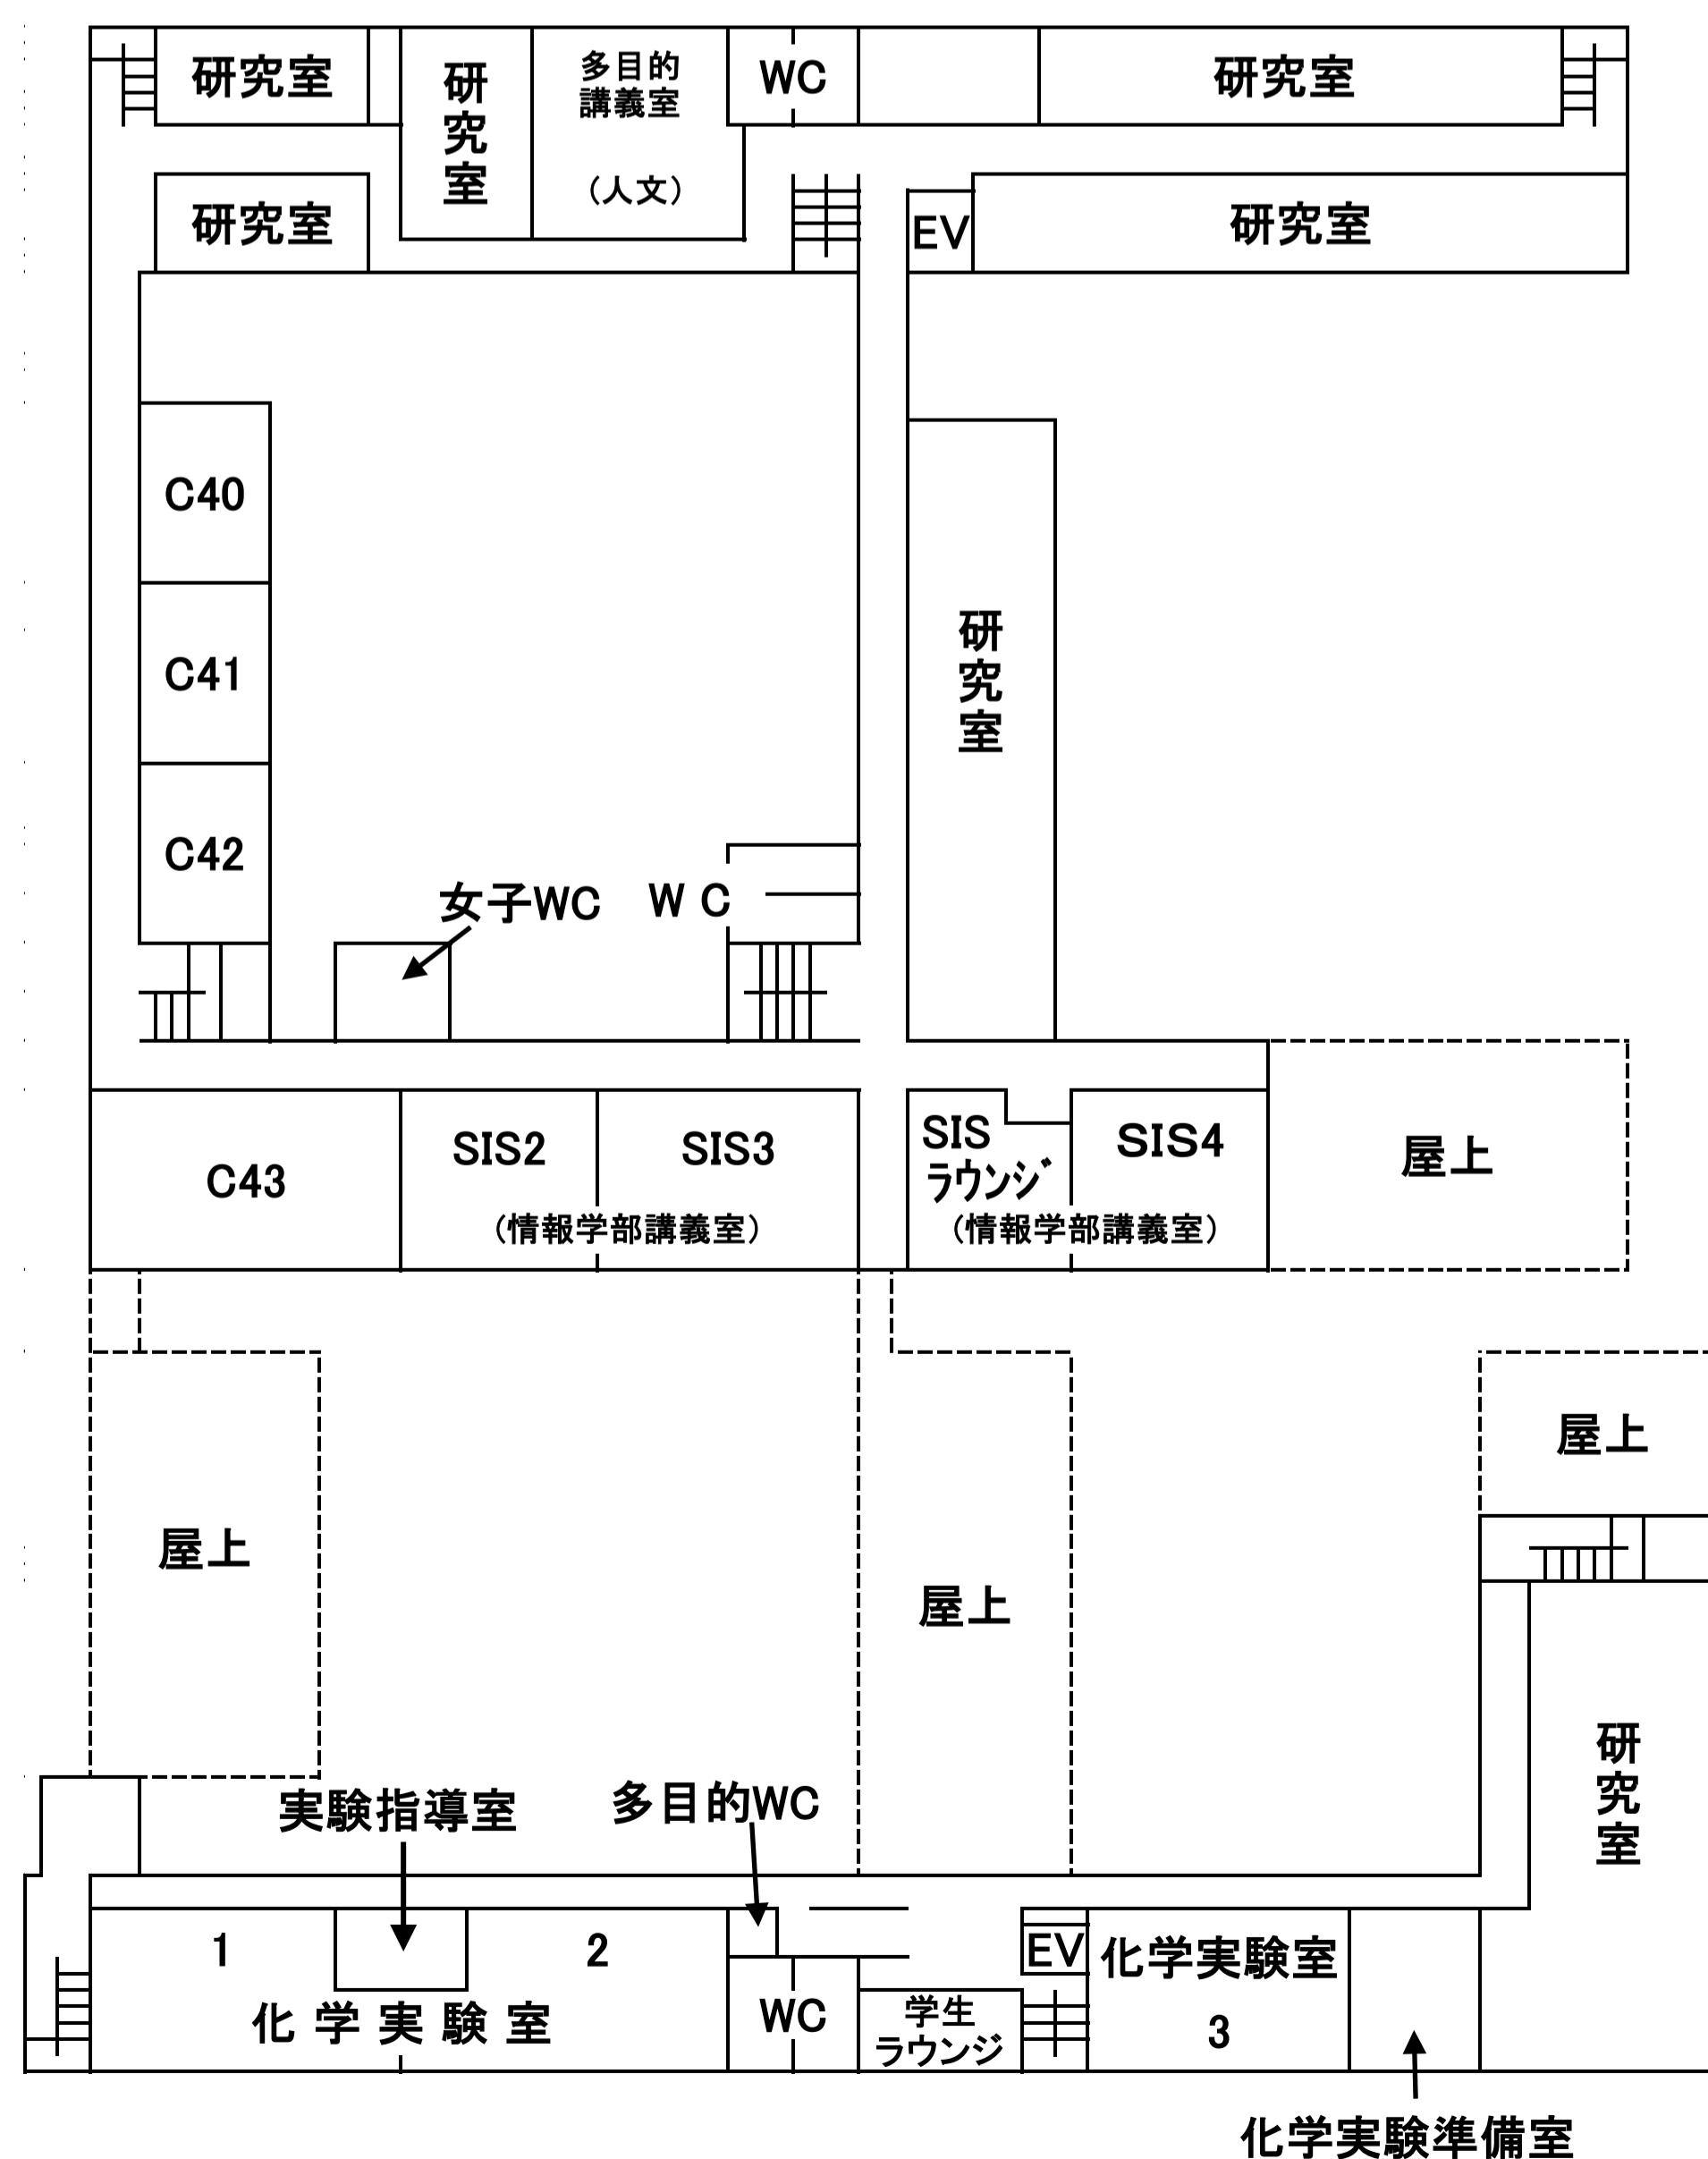 研究室
研究室
多目的
講義室
（人文）
WC
研究室
研究室
EV
研究室
C40
C41
C42
研究室
女子WC
W C
C43
SIS2
SIS3
（情報学部講義室）
SIS
ラウンジ
SIS4
（情報学部講義室）
屋上
屋上
屋上
屋上
研究室
実験指導室
多目的WC
1
2
化学実験室
WC
学生
ラウンジ
EV
化学実験室
3
化学実験準備室